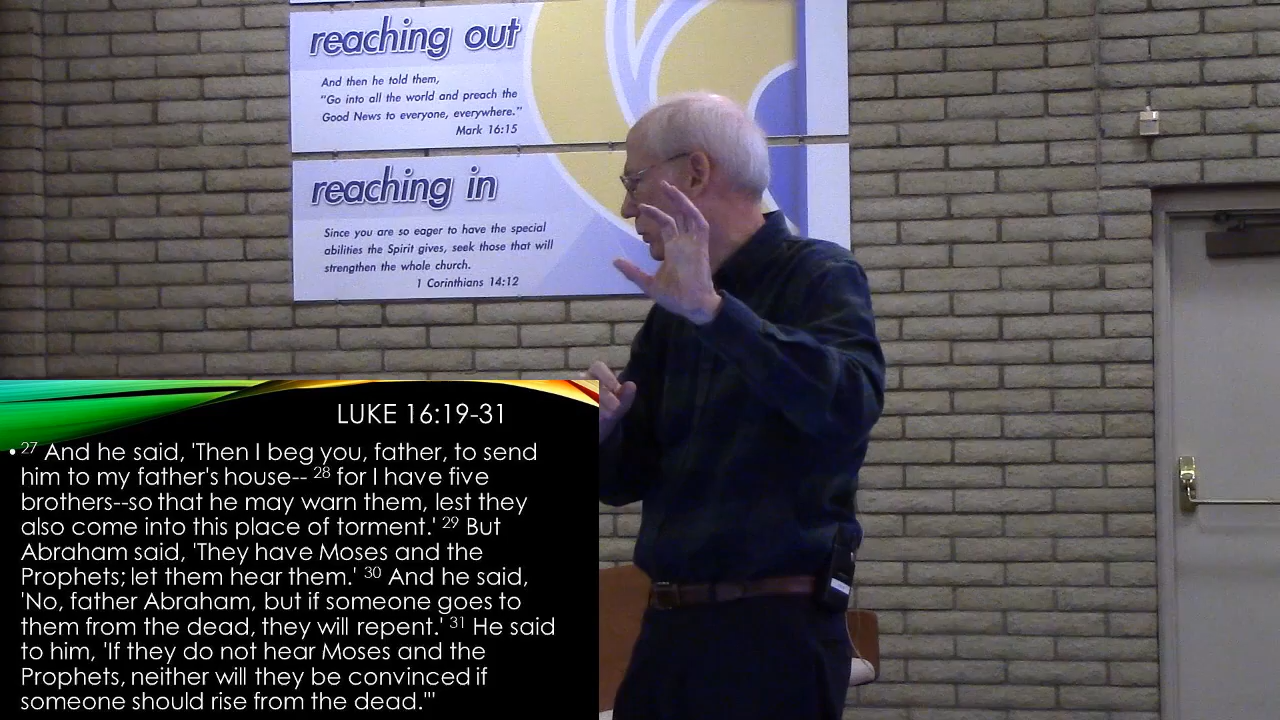 reaching out
And then he told them,
"Go into all the world and preach the
Good News to everyone, everywhere."
Mark 16:15
reaching in
Since you are so eager to have the special
abilities the Spirit gives, seek those that will
strengthen the whole church.
1 Corinthians 14:12
LUKE 16:19-31
• 27 And he said, 'Then I beg you, father, to send
him to my father's house-- 28 for I have five
brothers--so that he may warn them, lest they
also come into this place of torment.' 29 But
Abraham said, 'They have Moses and the
Prophets; let them hear them.' 30 And he said,
'No, father Abraham, but if someone goes to
them from the dead, they will repent.' 31 He said
to him, 'If they do not hear Moses and the
Prophets, neither will they be convinced if
someone should rise from the dead.'"